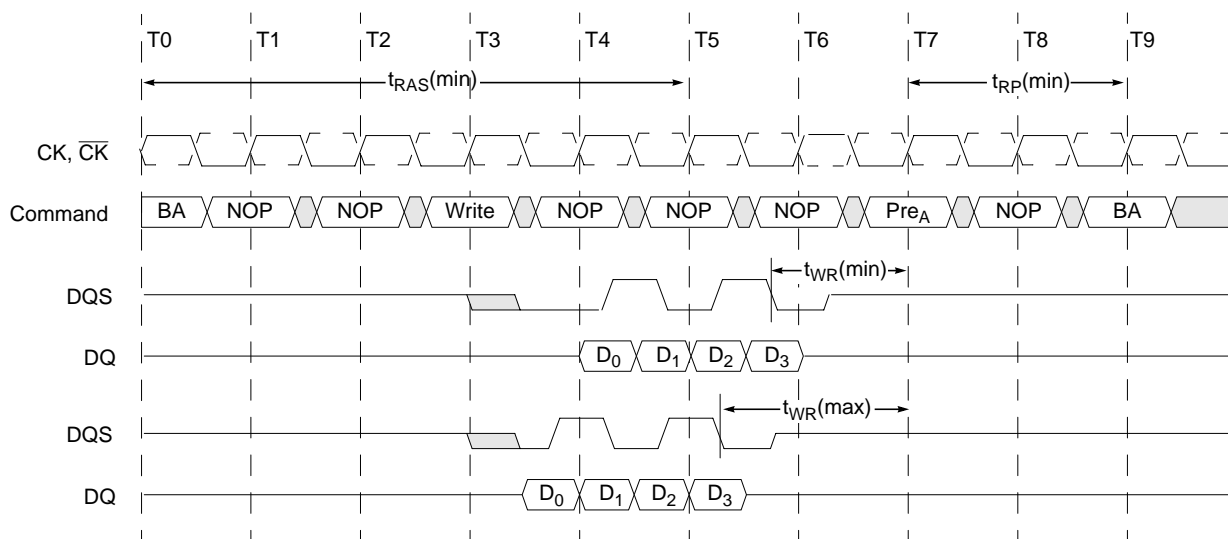 T0 T1 T2 T3 T4 T5 T6 T7 T8 T9
tRAS(min) tRP(min)
CK, C̅K̅
Command BA NOP NOP Write NOP NOP NOP PreA NOP BA
tWR(min)
DQS
DQ D0 D1 D2 D3
tWR(max)
DQS
DQ D0 D1 D2 D3